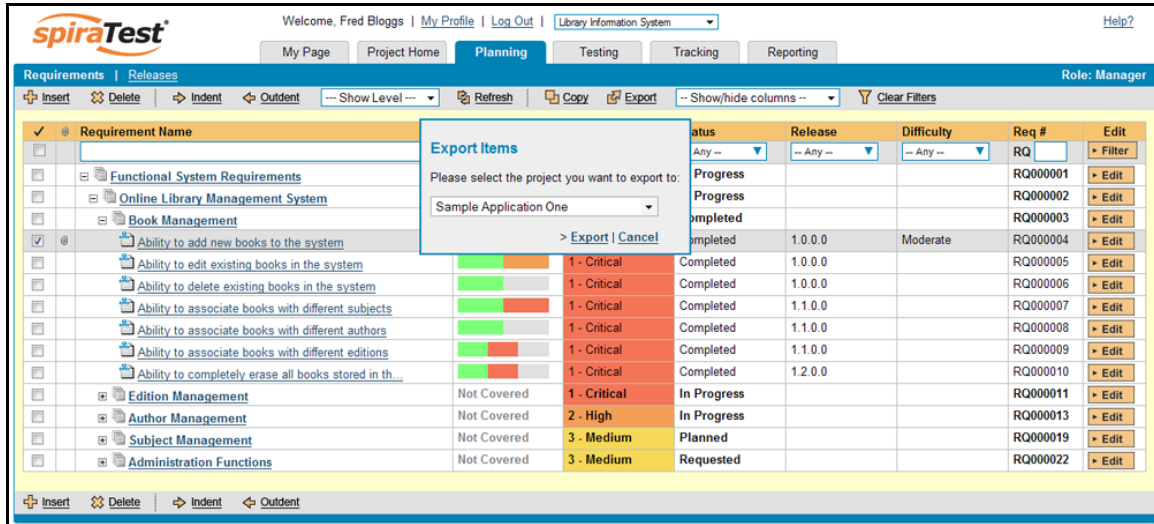 spiraTest®
Welcome, Fred Bloggs | My Profile | Log Out | Library Information System
Help?
My Page Project Home Planning Testing Tracking Reporting
Requirements | Releases Role: Manager
Insert Delete Indent Outdent --- Show Level --- Refresh Copy Export -- Show/hide columns -- Clear Filters
Requirement Name atus Release Difficulty Req # Edit
Any -- -- Any -- -- Any -- RQ Filter
Export Items
Please select the project you want to export to:
Sample Application One
> Export | Cancel
Functional System Requirements Progress RQ000001 Edit
Online Library Management System Progress RQ000002 Edit
Book Management ompleted RQ000003 Edit
Ability to add new books to the system ompleted 1.0.0.0 Moderate RQ000004 Edit
Ability to edit existing books in the system 1 - Critical Completed 1.0.0.0 RQ000005 Edit
Ability to delete existing books in the system 1 - Critical Completed 1.0.0.0 RQ000006 Edit
Ability to associate books with different subjects 1 - Critical Completed 1.1.0.0 RQ000007 Edit
Ability to associate books with different authors 1 - Critical Completed 1.1.0.0 RQ000008 Edit
Ability to associate books with different editions 1 - Critical Completed 1.1.0.0 RQ000009 Edit
Ability to completely erase all books stored in th... 1 - Critical Completed 1.2.0.0 RQ000010 Edit
Edition Management Not Covered 1 - Critical In Progress RQ000011 Edit
Author Management Not Covered 2 - High In Progress RQ000013 Edit
Subject Management Not Covered 3 - Medium Planned RQ000019 Edit
Administration Functions Not Covered 3 - Medium Requested RQ000022 Edit
Insert Delete Indent Outdent